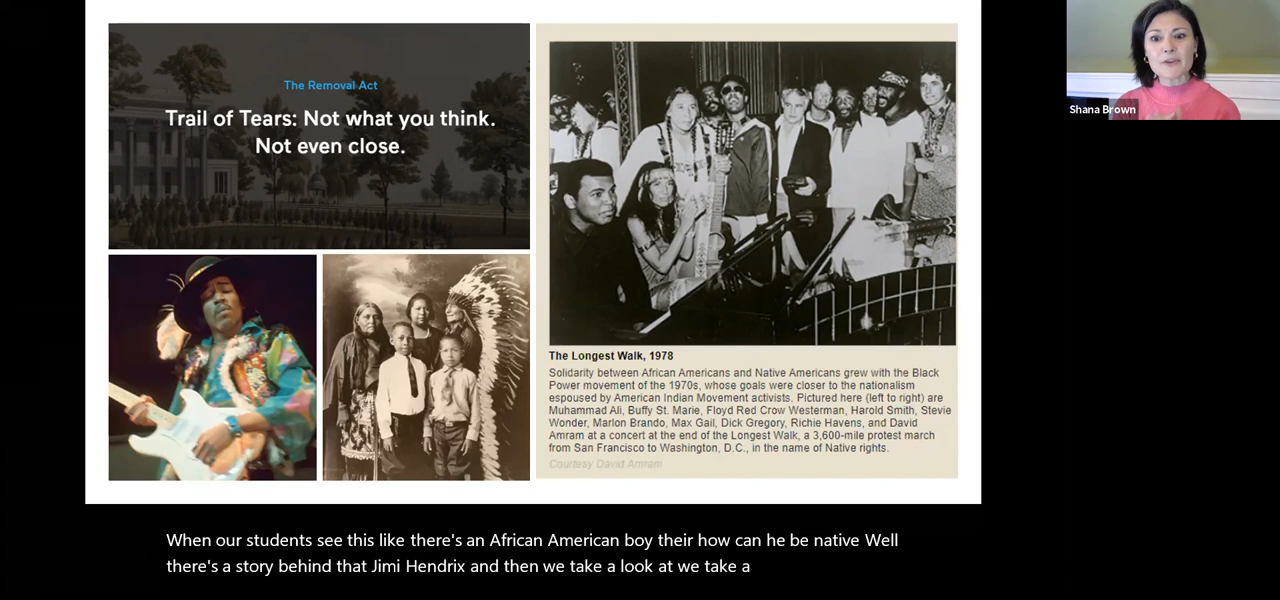 The Removal Act
Trail of Tears: Not what you think.
Not even close.
The Longest Walk, 1978
Solidarity between African Americans and Native Americans grew with the Black
Power movement of the 1970s, whose goals were closer to the nationalism
espoused by American Indian Movement activists. Pictured here (left to right) are
Muhammad Ali, Buffy St. Marie, Floyd Red Crow Westerman, Harold Smith, Stevie
Wonder, Marlon Brando, Max Gail, Dick Gregory, Richie Havens, and David
Amram at a concert at the end of the Longest Walk, a 3,600-mile protest march
from San Francisco to Washington, D.C., in the name of Native rights.
Courtesy David Amram
Shana Brown
When our students see this like there's an African American boy their how can he be native Well
there's a story behind that Jimi Hendrix and then we take a look at we take a